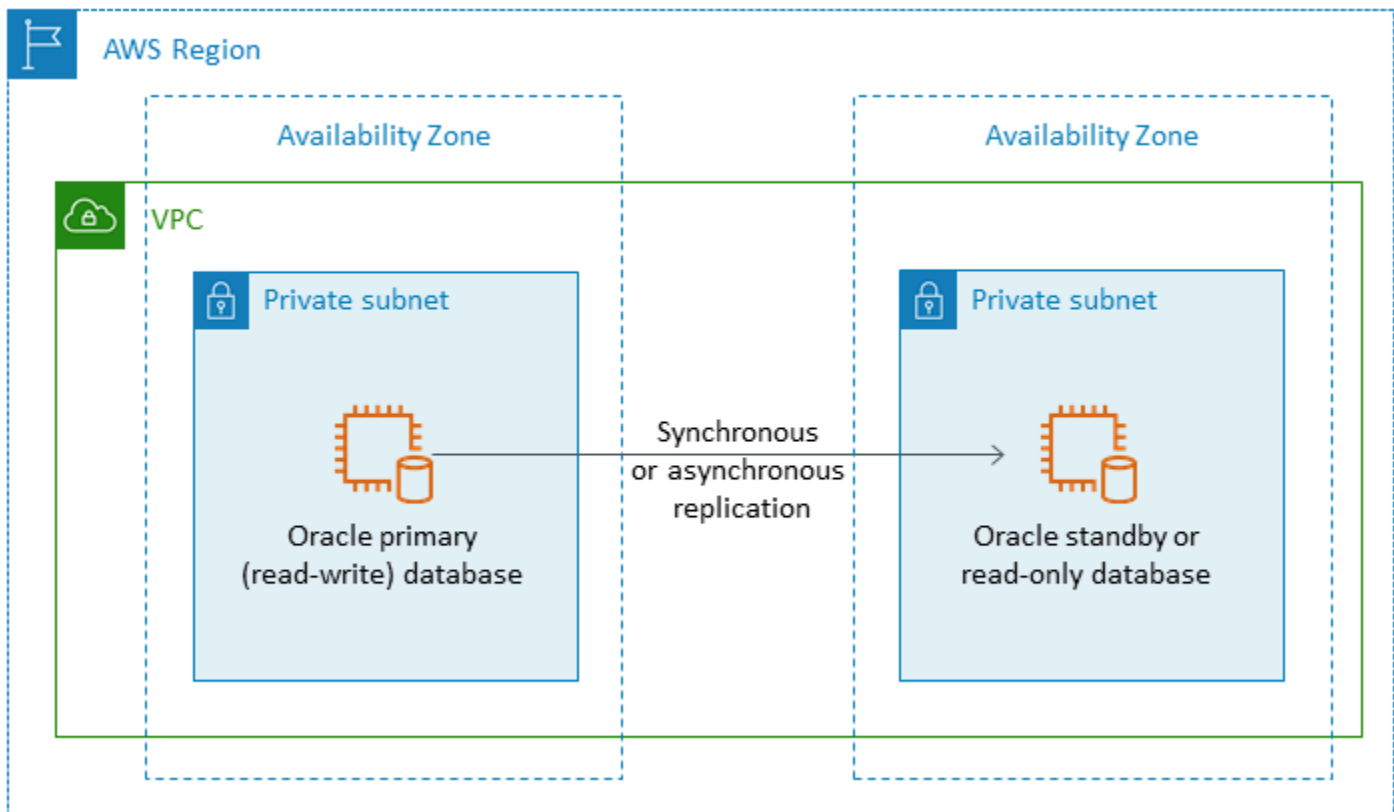 AWS Region
Availability Zone
Availability Zone
VPC
Private subnet
Private subnet
Synchronous
or asynchronous
replication
Oracle primary
(read-write) database
Oracle standby or
read-only database